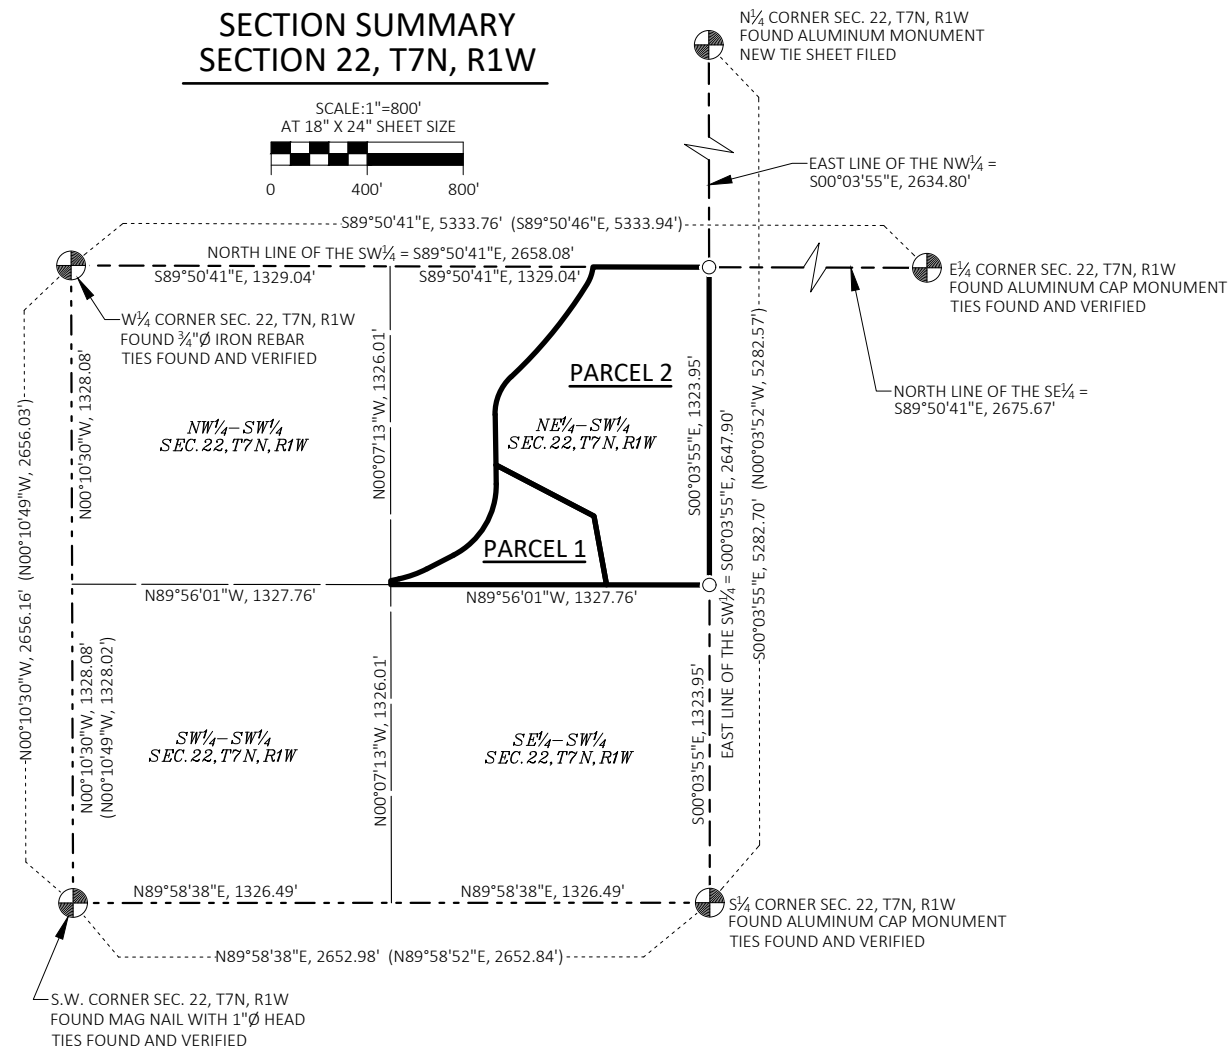 SECTION SUMMARY
SECTION 22, T7N, R1W
SCALE:1"=800'
AT 18" X 24" SHEET SIZE
0 400' 800'
N¼ CORNER SEC. 22, T7N, R1W
FOUND ALUMINUM MONUMENT
NEW TIE SHEET FILED
EAST LINE OF THE NW¼ =
S00°03'55"E, 2634.80'
S89°50'41"E, 5333.76' (S89°50'46"E, 5333.94')
NORTH LINE OF THE SW¼ = S89°50'41"E, 2658.08'
S89°50'41"E, 1329.04'
S89°50'41"E, 1329.04'
E¼ CORNER SEC. 22, T7N, R1W
FOUND ALUMINUM CAP MONUMENT
TIES FOUND AND VERIFIED
W¼ CORNER SEC. 22, T7N, R1W
FOUND ¾"Ø IRON REBAR
TIES FOUND AND VERIFIED
NORTH LINE OF THE SE¼ =
S89°50'41"E, 2675.67'
PARCEL 2
NW¼-SW¼
SEC.22,T7N,R1W
NE¼-SW¼
SEC.22,T7N,R1W
PARCEL 1
N00°10'30"W, 2656.16' (N00°10'49"W, 2656.03')
N00°10'30"W, 1328.08'
N00°07'13"W, 1326.01'
S00°03'55"E, 1323.95'
EAST LINE OF THE SW¼ = S00°03'55"E, 2647.90'
S00°03'55"E, 5282.70' (N00°03'52"W, 5282.57')
N89°56'01"W, 1327.76'
N89°56'01"W, 1327.76'
N00°10'30"W, 1328.08'
(N00°10'49"W, 1328.02')
N00°07'13"W, 1326.01'
S00°03'55"E, 1323.95'
SW¼-SW¼
SEC.22,T7N,R1W
SE¼-SW¼
SEC.22,T7N,R1W
N89°58'38"E, 1326.49'
N89°58'38"E, 1326.49'
S¼ CORNER SEC. 22, T7N, R1W
FOUND ALUMINUM CAP MONUMENT
TIES FOUND AND VERIFIED
N89°58'38"E, 2652.98' (N89°58'52"E, 2652.84')
S.W. CORNER SEC. 22, T7N, R1W
FOUND MAG NAIL WITH 1"Ø HEAD
TIES FOUND AND VERIFIED